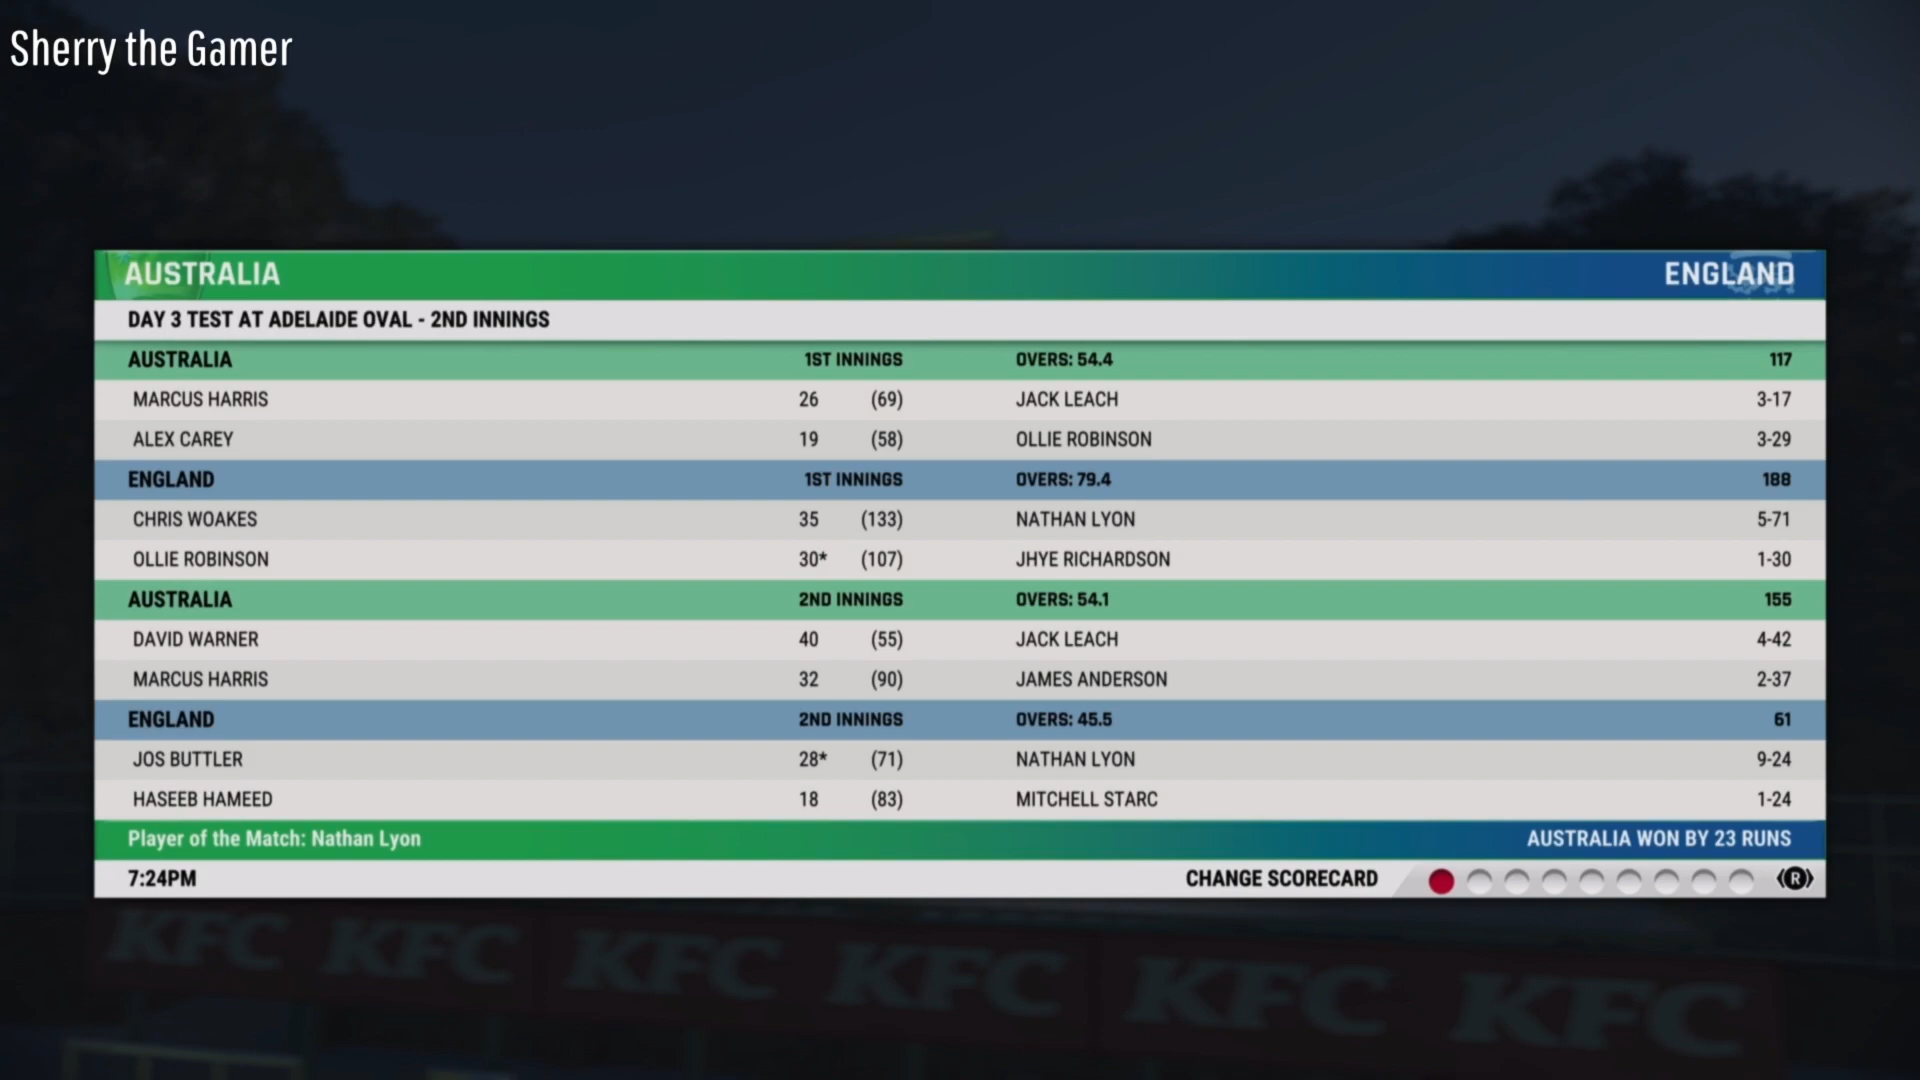 Sherry the Gamer
AUSTRALIA ENGLAND
DAY 3 TEST AT ADELAIDE OVAL - 2ND INNINGS
AUSTRALIA 1ST INNINGS OVERS: 54.4 117
MARCUS HARRIS 26 (69) JACK LEACH 3-17
ALEX CAREY 19 (58) OLLIE ROBINSON 3-29
ENGLAND 1ST INNINGS OVERS: 79.4 188
CHRIS WOAKES 35 (133) NATHAN LYON 5-71
OLLIE ROBINSON 30* (107) JHYE RICHARDSON 1-30
AUSTRALIA 2ND INNINGS OVERS: 54.1 155
DAVID WARNER 40 (55) JACK LEACH 4-42
MARCUS HARRIS 32 (90) JAMES ANDERSON 2-37
ENGLAND 2ND INNINGS OVERS: 45.5 61
JOS BUTTLER 28* (71) NATHAN LYON 9-24
HASEEB HAMEED 18 (83) MITCHELL STARC 1-24
Player of the Match: Nathan Lyon AUSTRALIA WON BY 23 RUNS
7:24PM CHANGE SCORECARD R
KFC KFC KFC KFC KFC KFC